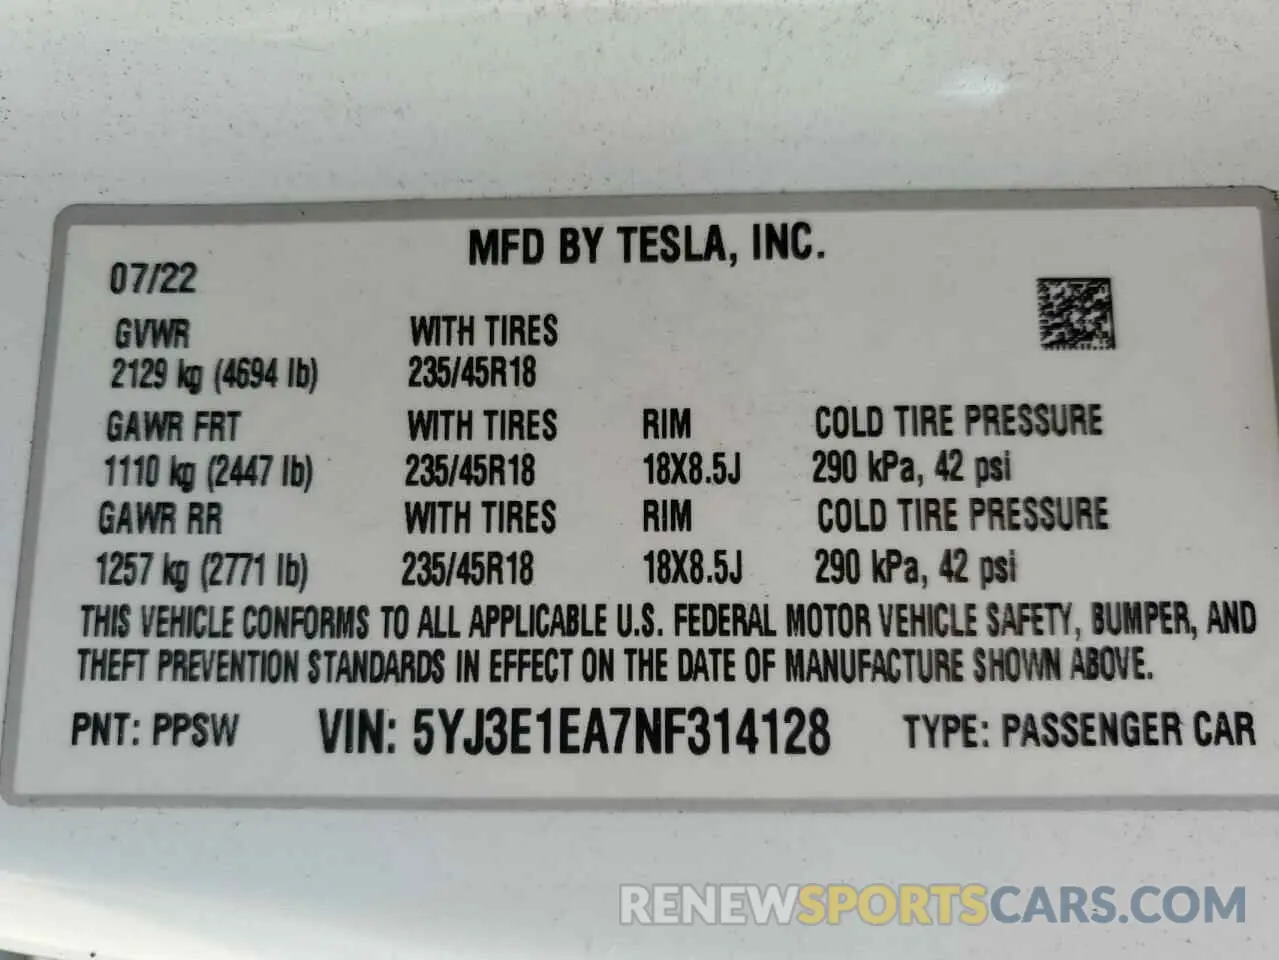 MFD BY TESLA, INC.
07/22
GVWR WITH TIRES
2129 kg (4694 lb) 235/45R18
GAWR FRT WITH TIRES RIM COLD TIRE PRESSURE
1110 kg (2447 lb) 235/45R18 18X8.5J 290 kPa, 42 psi
GAWR RR WITH TIRES RIM COLD TIRE PRESSURE
1257 kg (2771 lb) 235/45R18 18X8.5J 290 kPa, 42 psi
THIS VEHICLE CONFORMS TO ALL APPLICABLE U.S. FEDERAL MOTOR VEHICLE SAFETY, BUMPER, AND
THEFT PREVENTION STANDARDS IN EFFECT ON THE DATE OF MANUFACTURE SHOWN ABOVE.
PNT: PPSW VIN: 5YJ3E1EA7NF314128 TYPE: PASSENGER CAR
RENEWSPORTSCARS.COM